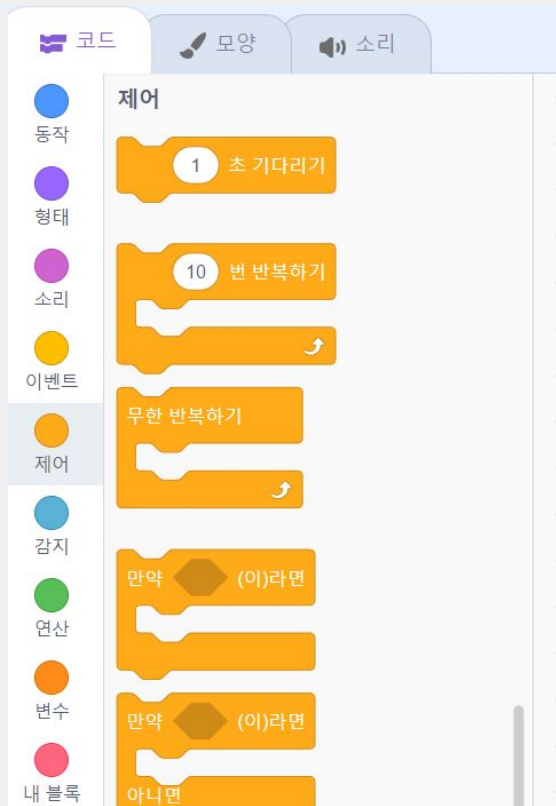 코드
모양
소리
동작
형태
소리
이벤트
제어
감지
연산
변수
내 블록
제어
1 초 기다리기
10 번 반복하기
무한 반복하기
만약 (이)라면
만약 (이)라면
아니면